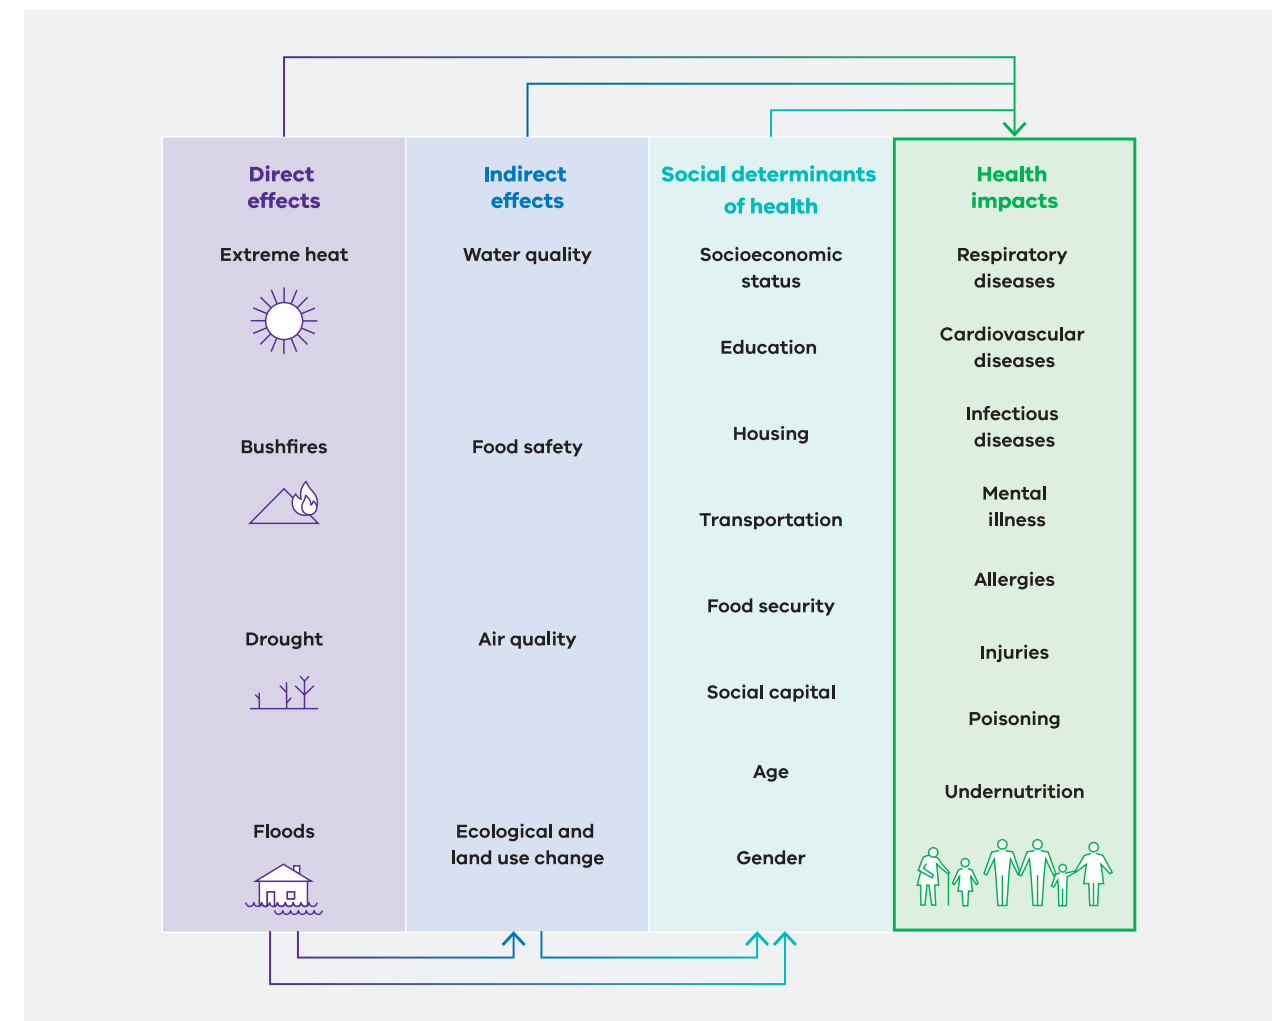 Direct
effects
Extreme heat
Bushfires
Drought
Floods
Indirect
effects
Water quality
Food safety
Air quality
Ecological and
land use change
Social determinants
of health
Socioeconomic
status
Education
Housing
Transportation
Food security
Social capital
Age
Gender
Health
impacts
Respiratory
diseases
Cardiovascular
diseases
Infectious
diseases
Mental
illness
Allergies
Injuries
Poisoning
Undernutrition